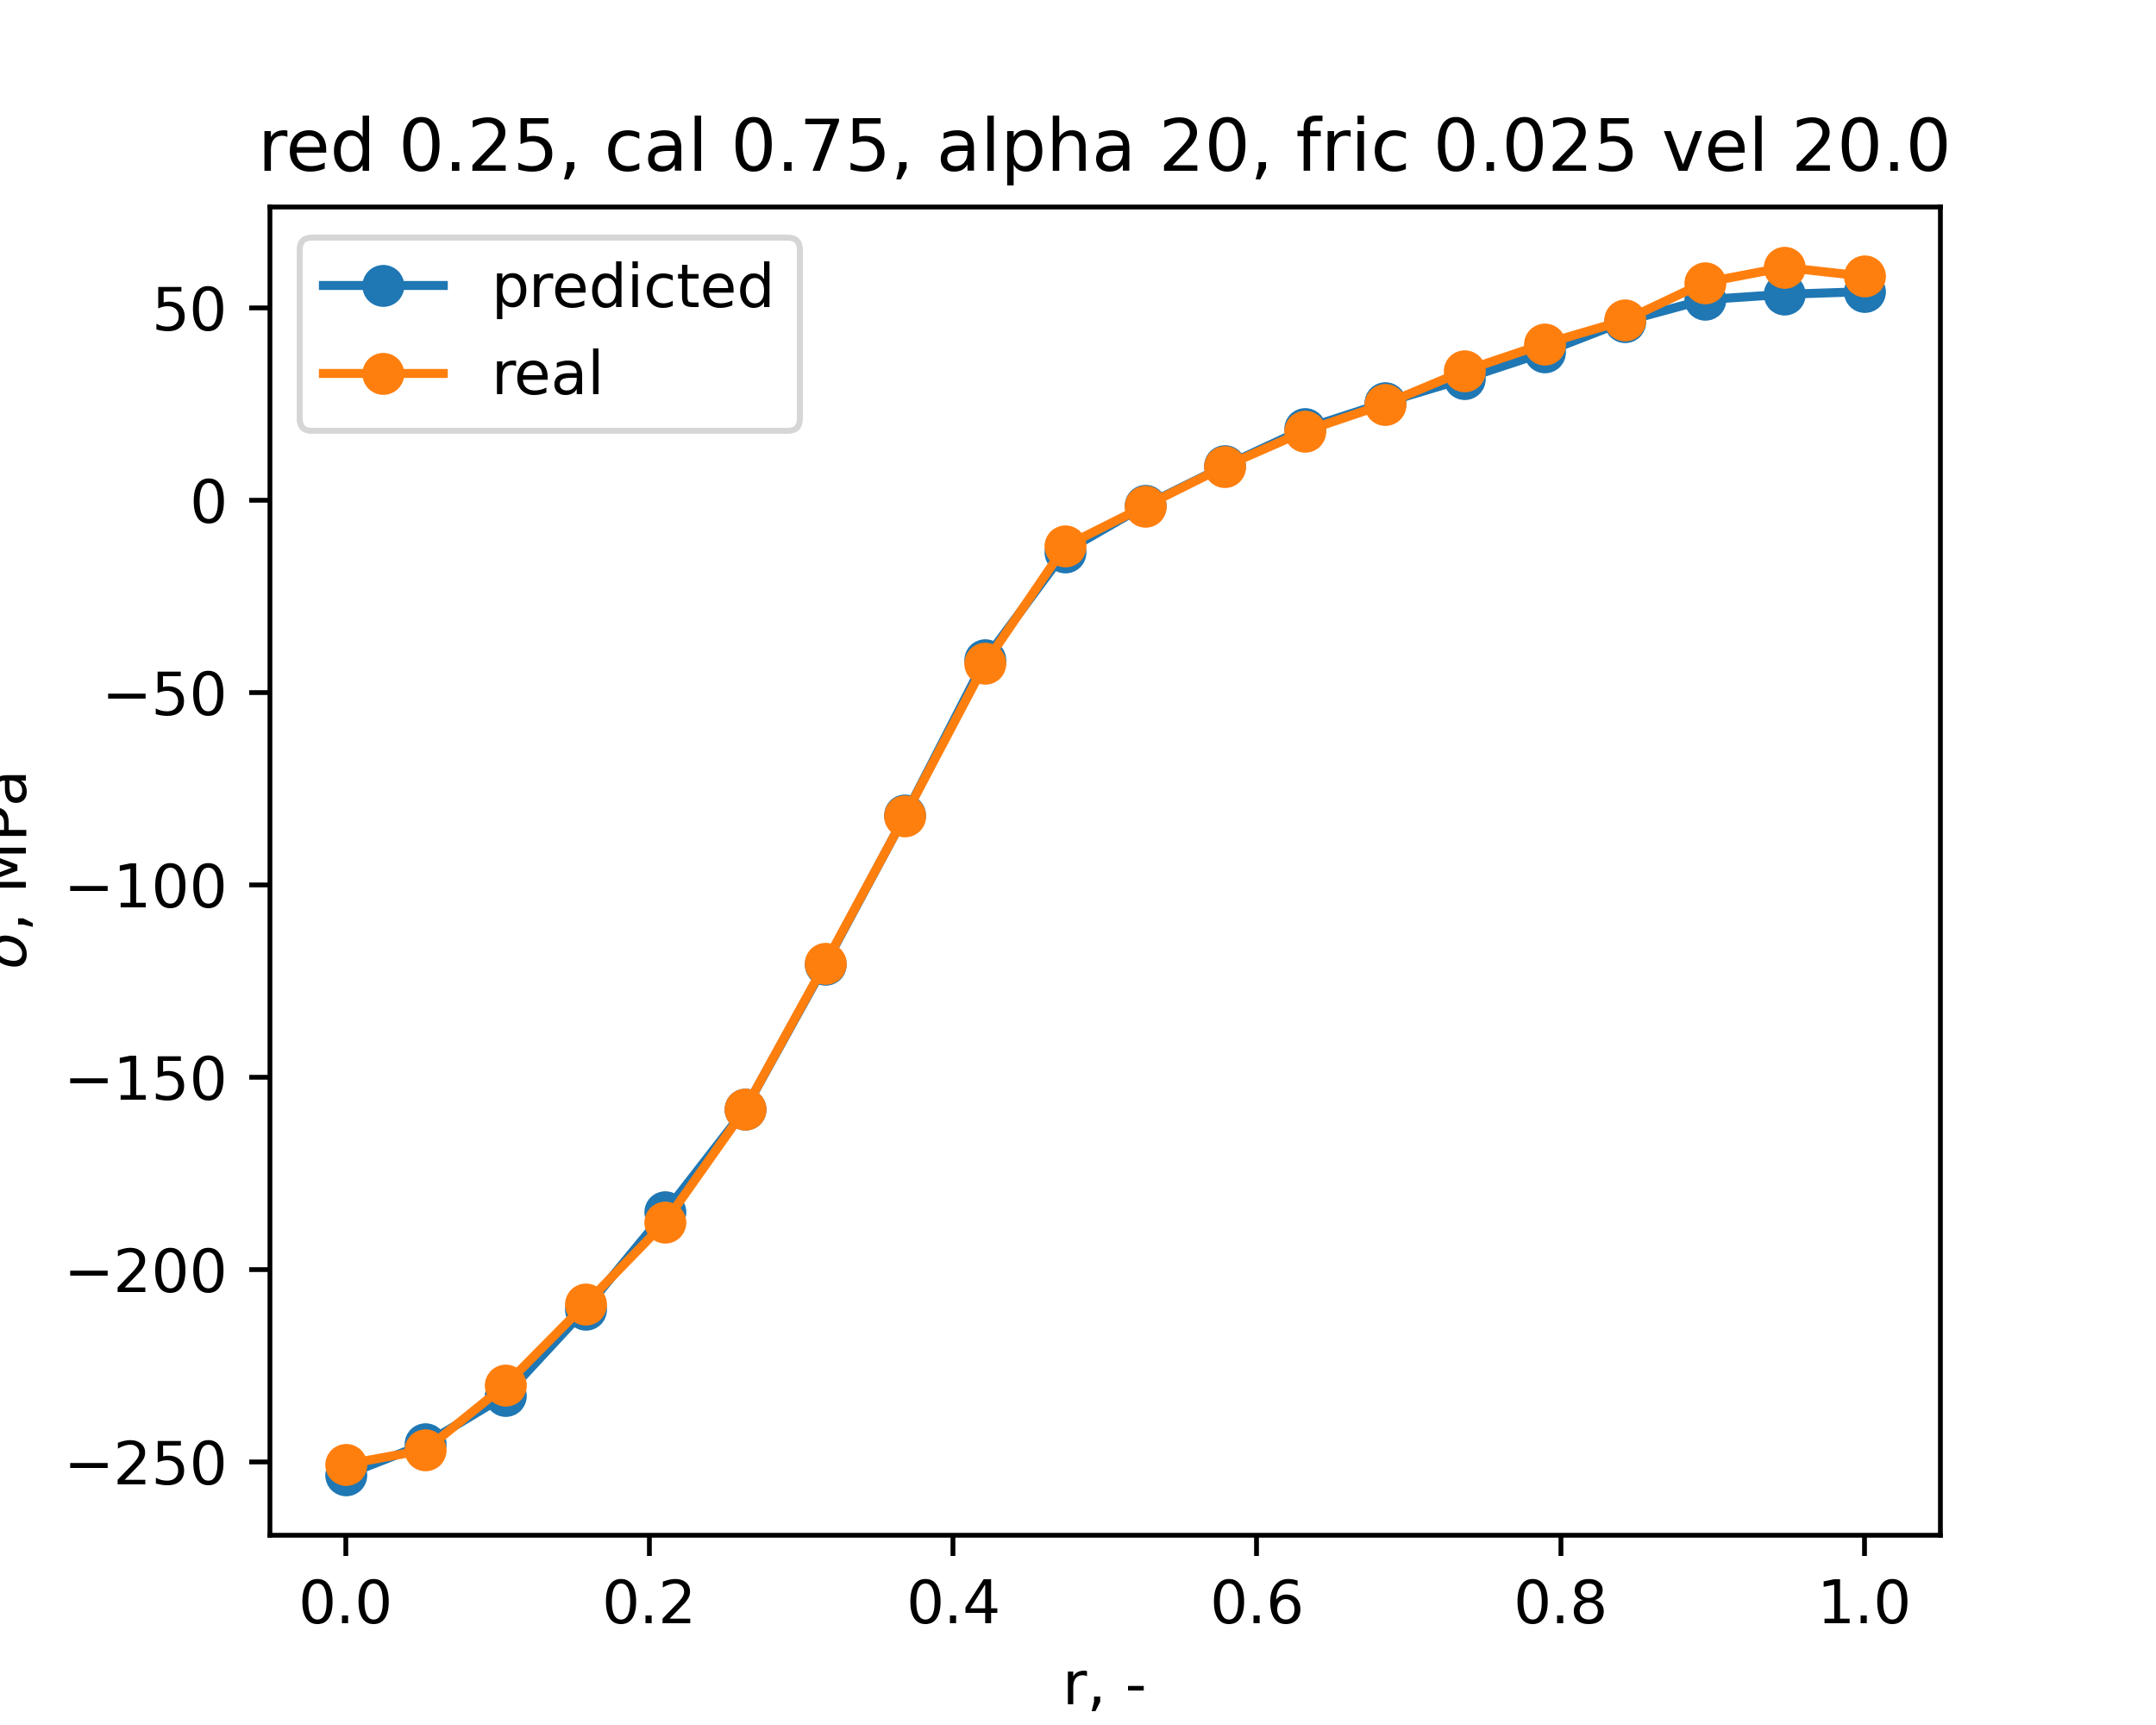 red 0.25, cal 0.75, alpha 20, fric 0.025 vel 20.0
predicted
real
50
0
−50
−100
−150
−200
−250
σ, MPa
0.0 0.2 0.4 0.6 0.8 1.0
r, -